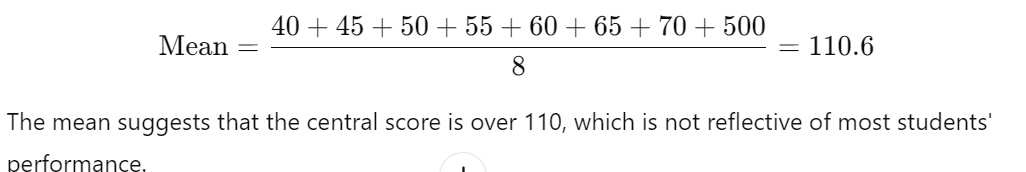 Mean = (40 + 45 + 50 + 55 + 60 + 65 + 70 + 500) / 8 = 110.6
The mean suggests that the central score is over 110, which is not reflective of most students'
performance.